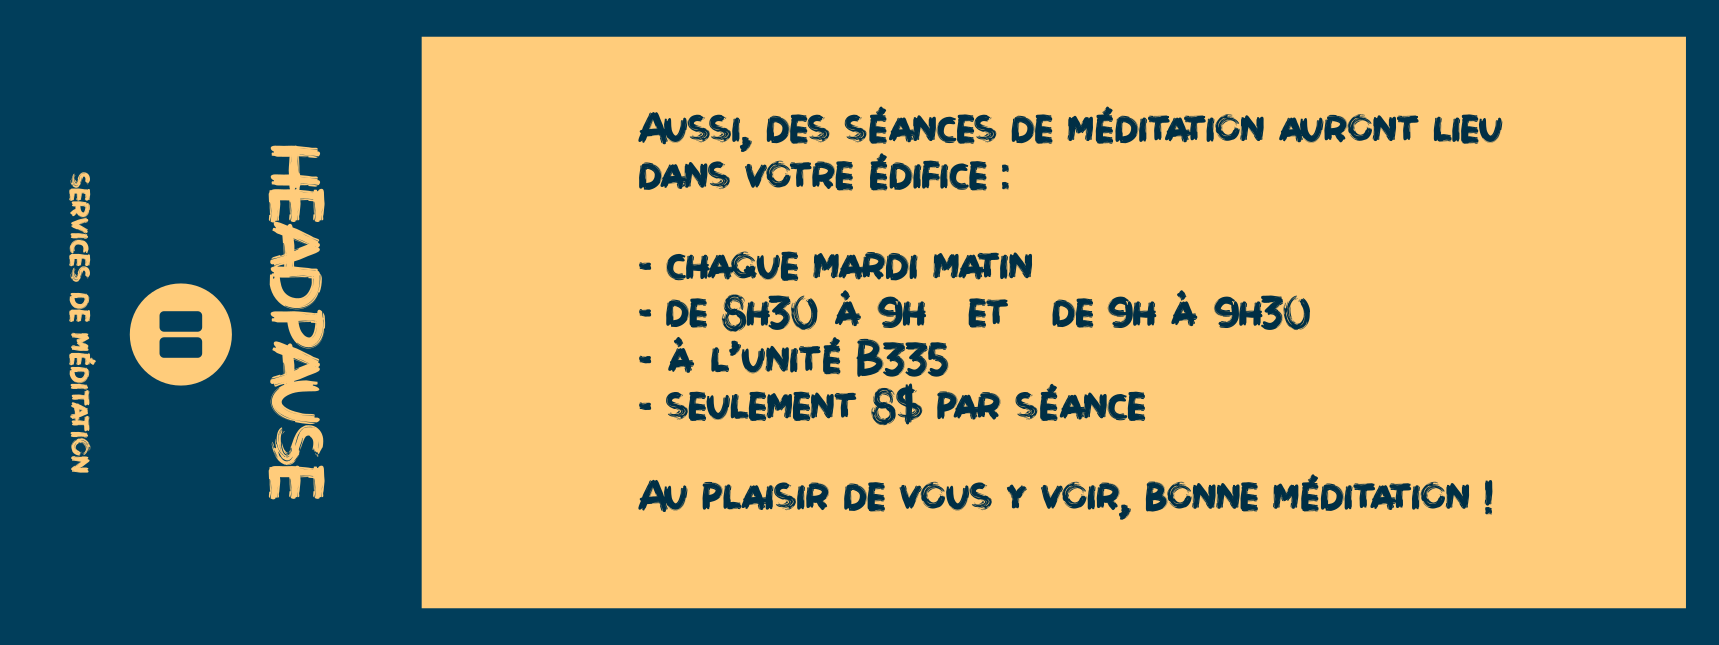 SERVICES DE MÉDITATION
HEADPAUSE
Aussi, des séances de méditation auront lieu
dans votre édifice :
- chaque mardi matin
- de 8h30 à 9h et de 9h à 9h30
- à l'unité B335
- seulement 8$ par séance
Au plaisir de vous y voir, bonne méditation !